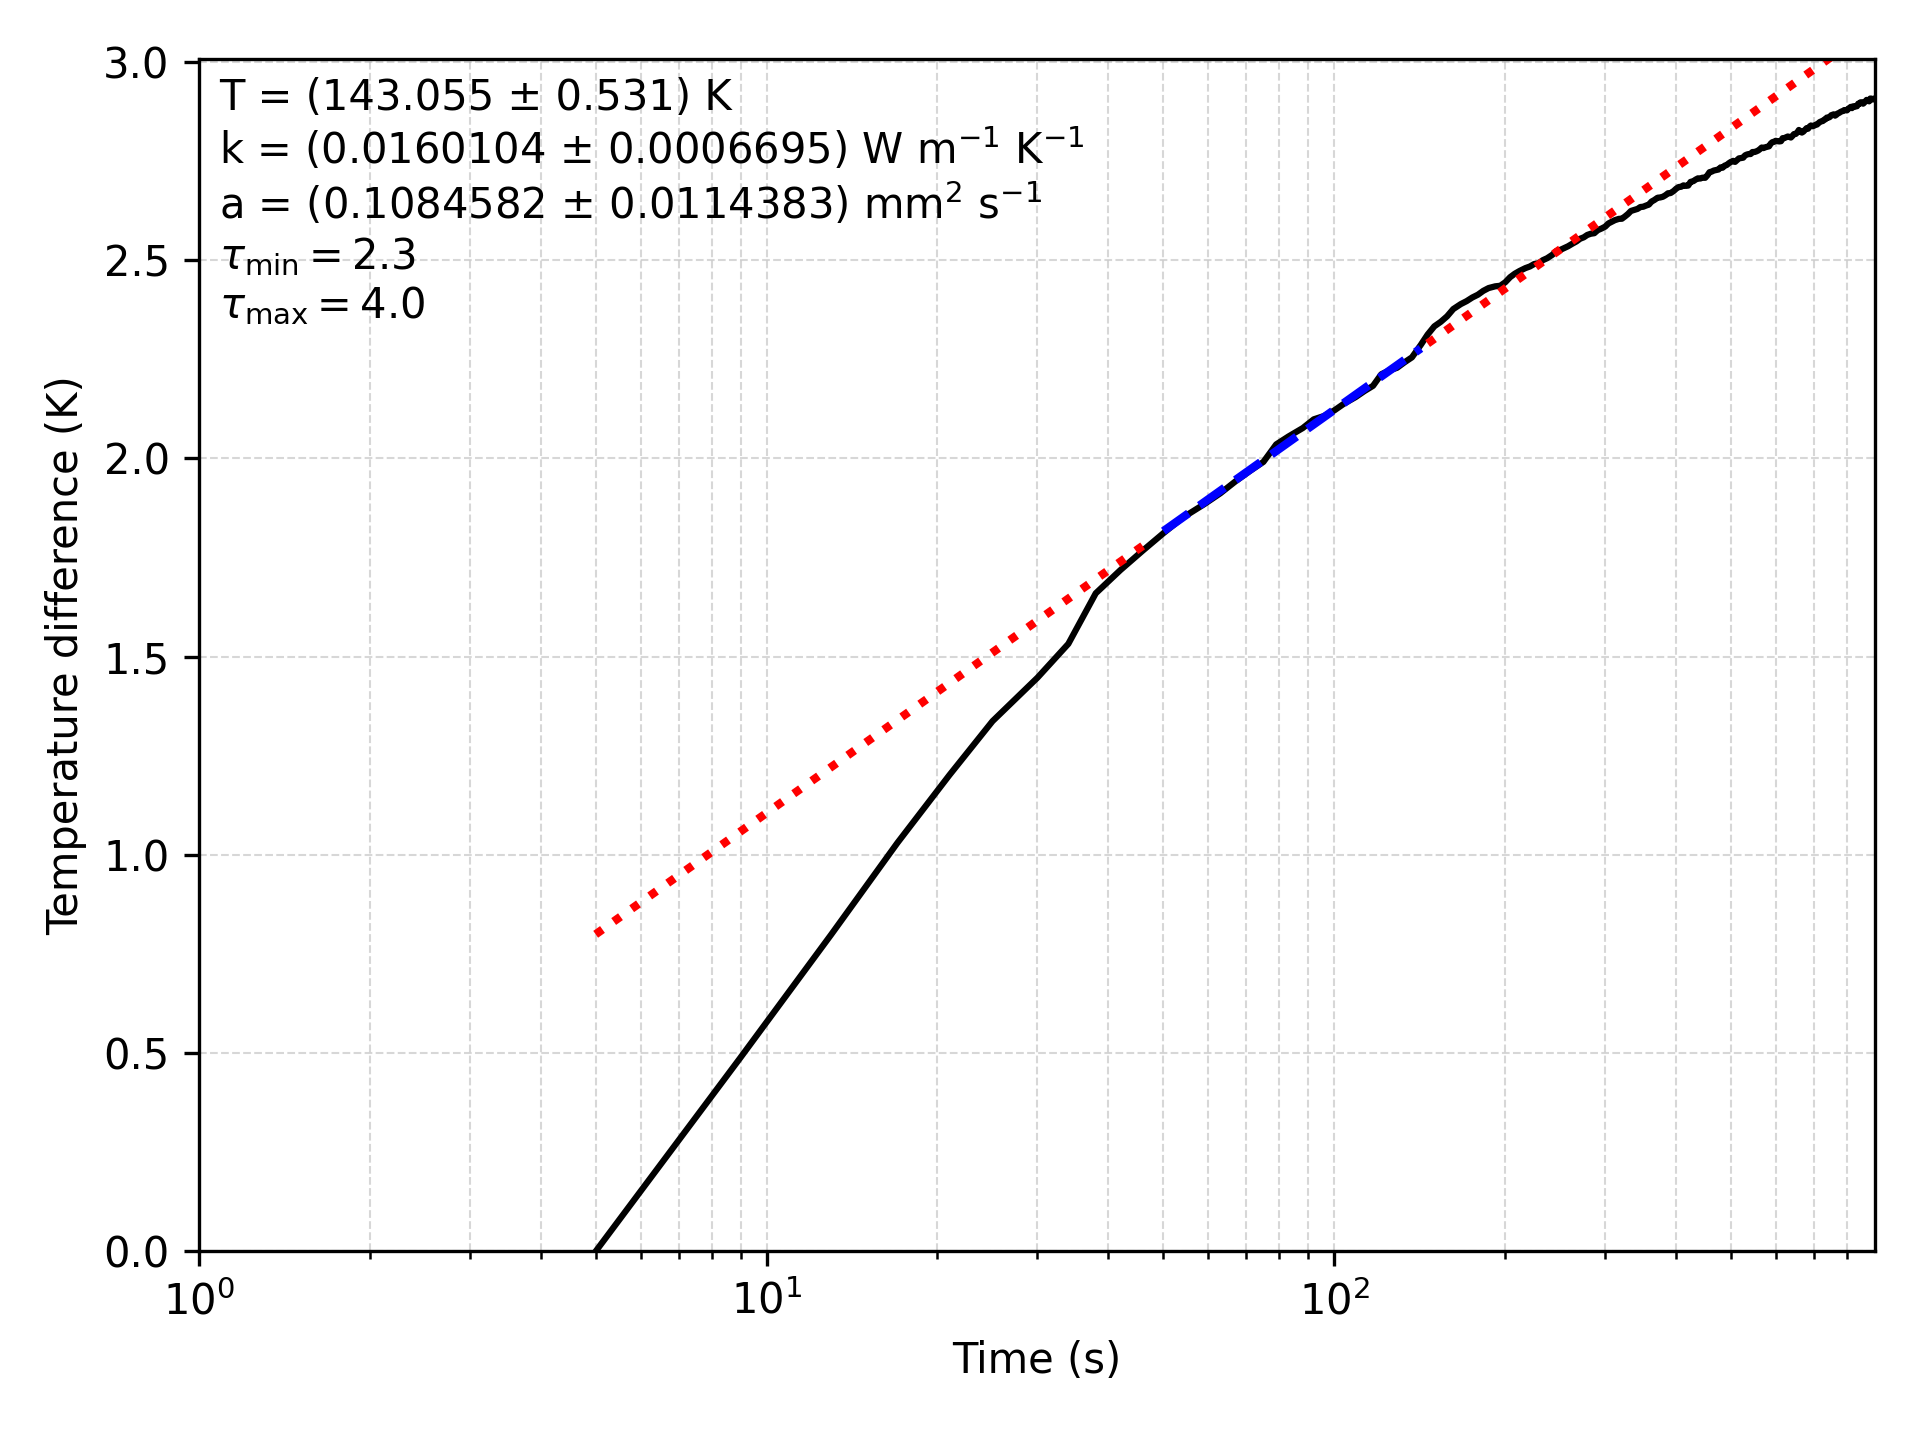 T = (143.055 ± 0.531) K
k = (0.0160104 ± 0.0006695) W m⁻¹ K⁻¹
a = (0.1084582 ± 0.0114383) mm² s⁻¹
τmin = 2.3
τmax = 4.0
3.0
2.5
2.0
1.5
1.0
0.5
0.0
Temperature difference (K)
10⁰ 10¹ 10²
Time (s)